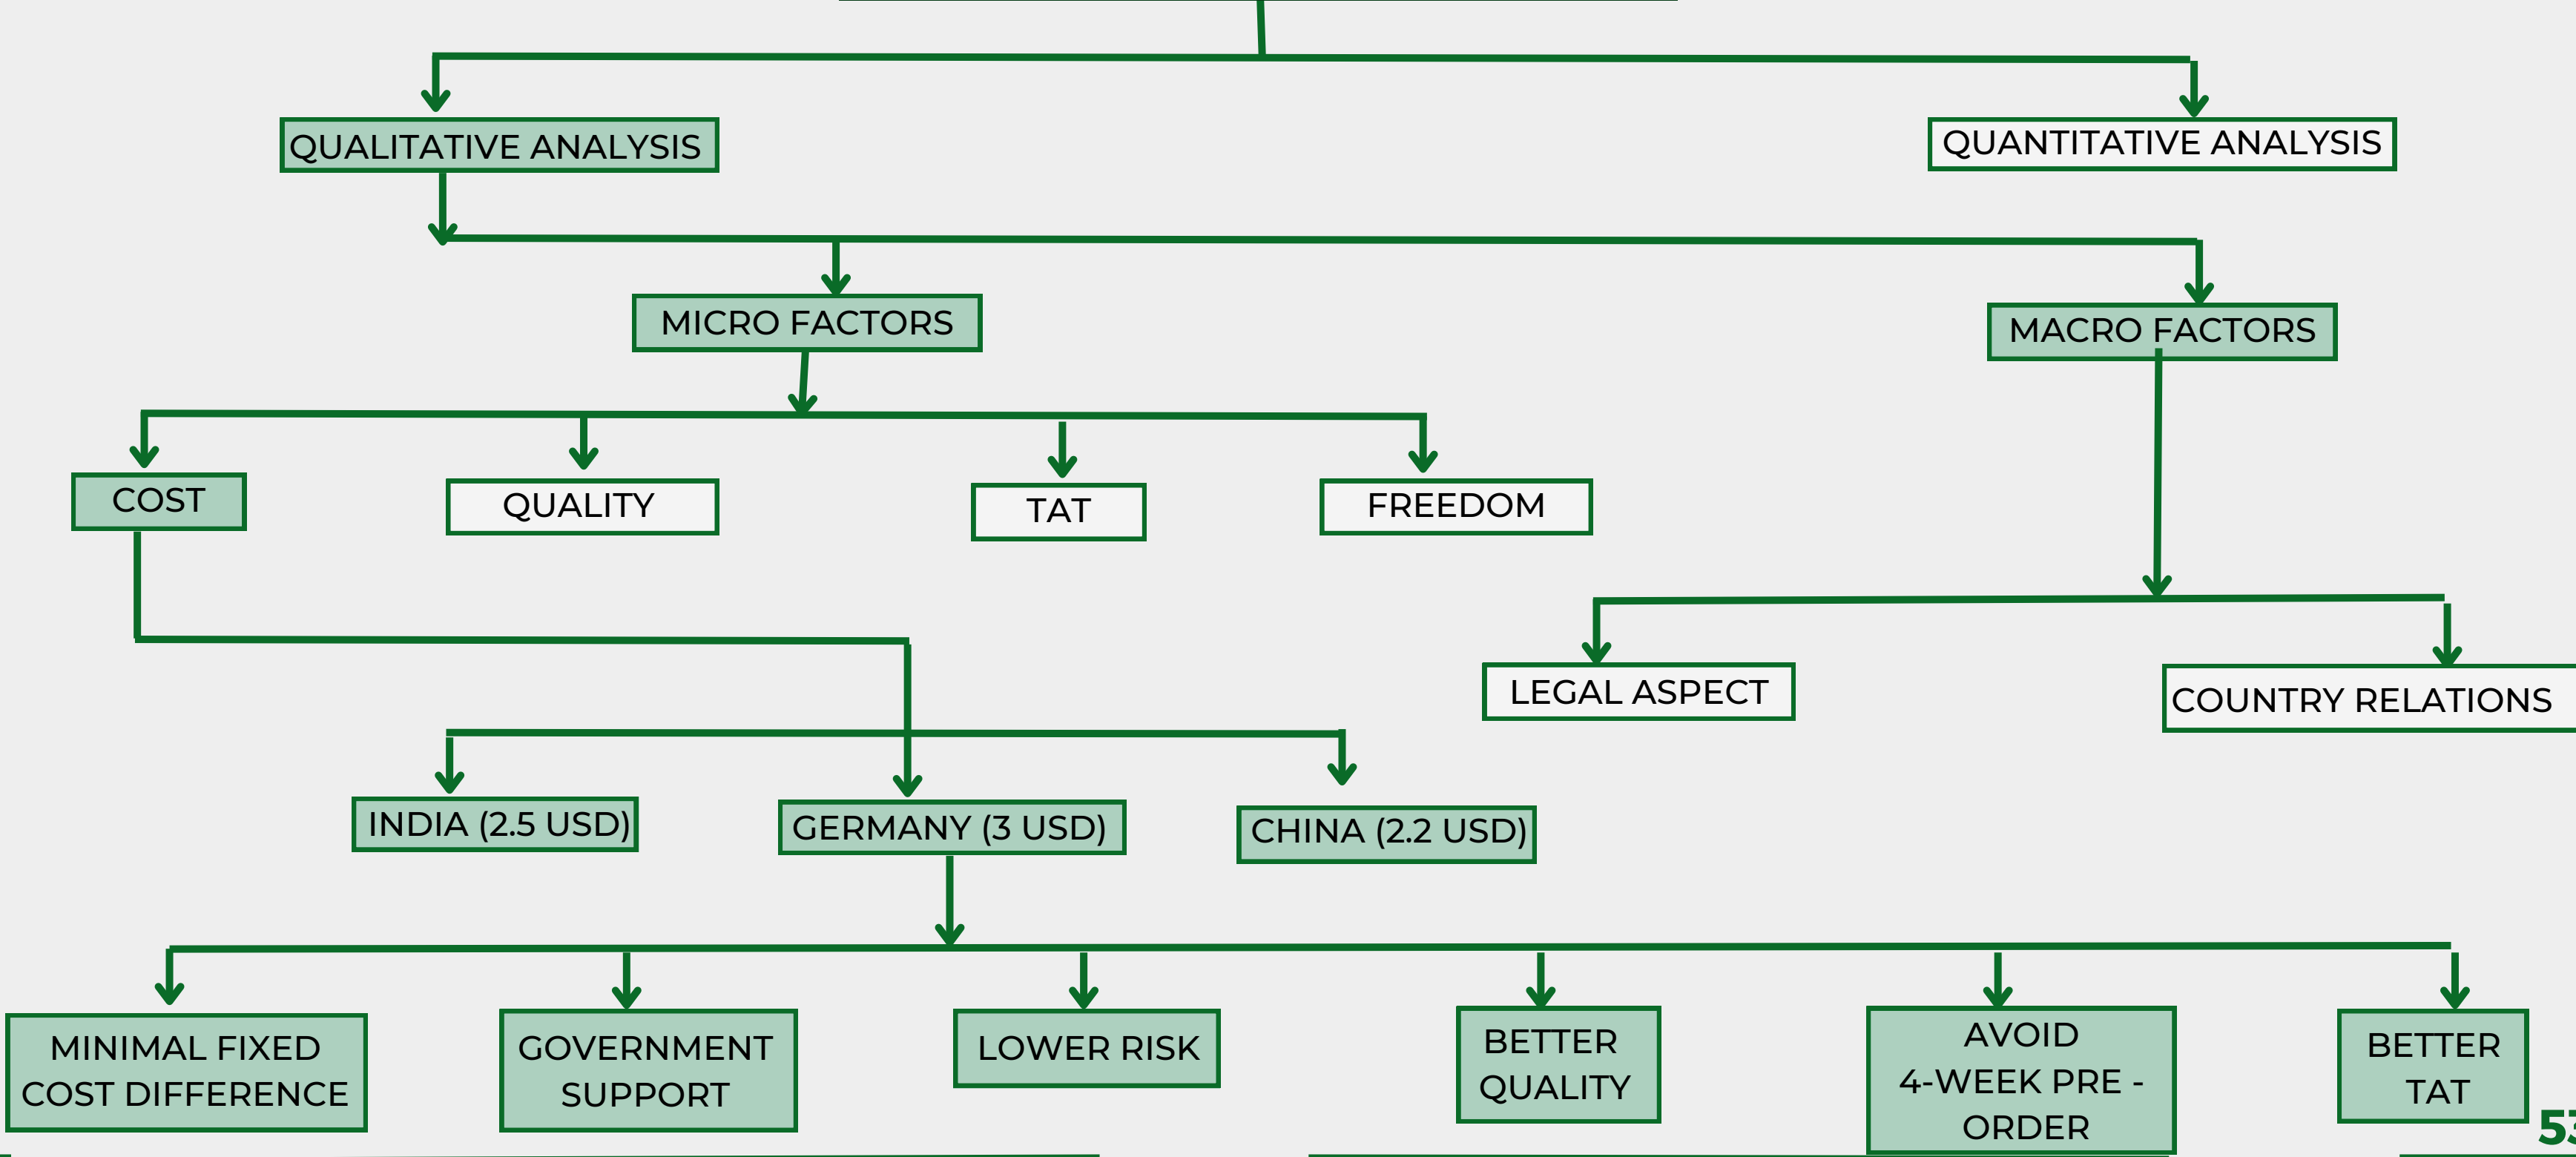 QUALITATIVE ANALYSIS
QUANTITATIVE ANALYSIS
MICRO FACTORS
MACRO FACTORS
COST
QUALITY
TAT
FREEDOM
LEGAL ASPECT
COUNTRY RELATIONS
INDIA (2.5 USD)
GERMANY (3 USD)
CHINA (2.2 USD)
MINIMAL FIXED
COST DIFFERENCE
GOVERNMENT
SUPPORT
LOWER RISK
BETTER
QUALITY
AVOID
4-WEEK PRE -
ORDER
BETTER
TAT